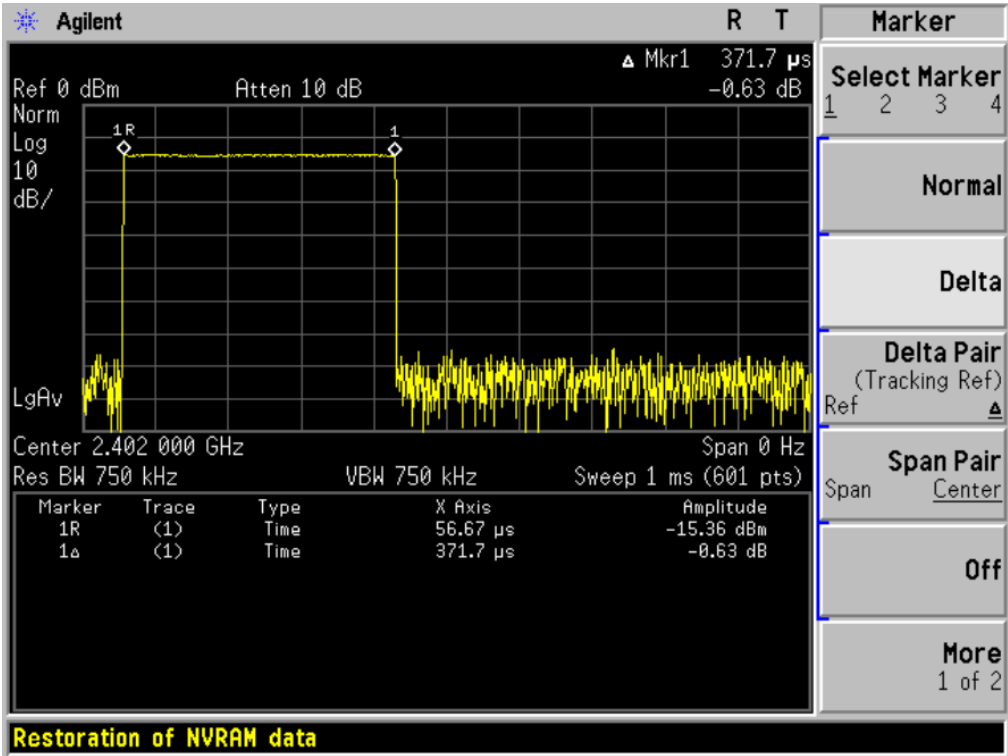 Agilent R T
Δ Mkr1 371.7 µs
Ref 0 dBm Atten 10 dB -0.63 dB
Norm
Log
10
dB/
1R
1
LgAv
Center 2.402 000 GHz Span 0 Hz
Res BW 750 kHz VBW 750 kHz Sweep 1 ms (601 pts)
Marker Trace Type X Axis Amplitude
1R (1) Time 56.67 µs -15.36 dBm
1Δ (1) Time 371.7 µs -0.63 dB
Restoration of NVRAM data
Marker
Select Marker
1 2 3 4
Normal
Delta
Delta Pair
(Tracking Ref)
Ref Δ
Span Pair
Span Center
Off
More
1 of 2